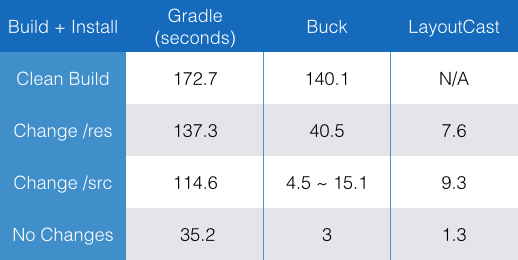 Build + Install Gradle (seconds) Buck LayoutCast
Clean Build 172.7 140.1 N/A
Change /res 137.3 40.5 7.6
Change /src 114.6 4.5 ~ 15.1 9.3
No Changes 35.2 3 1.3